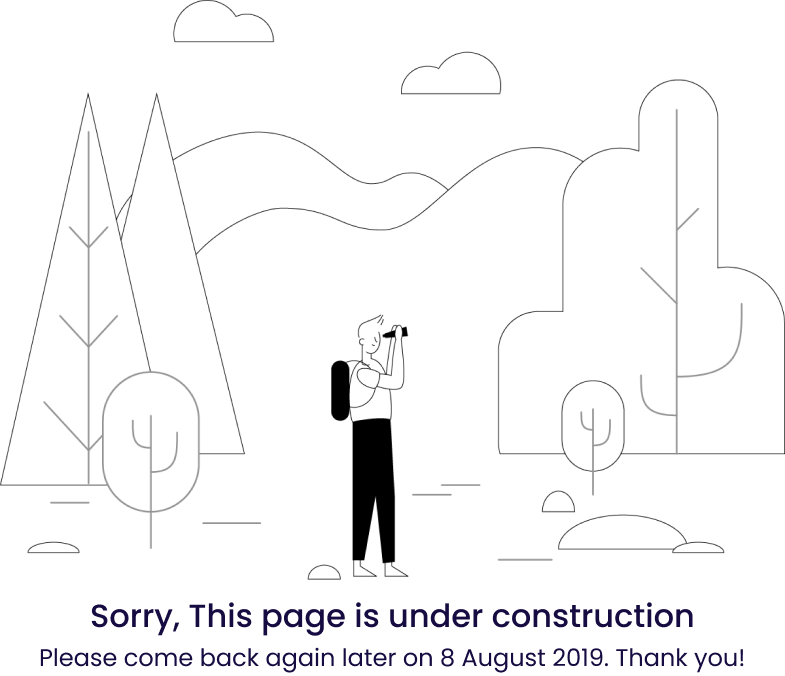 Sorry, This page is under construction
Please come back again later on 8 August 2019. Thank you!